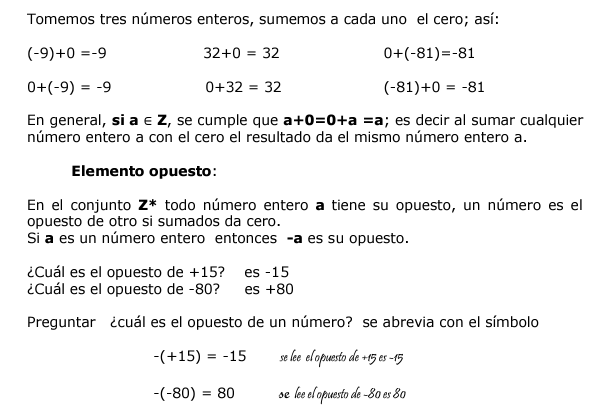 Tomemos tres números enteros, sumemos a cada uno el cero; así:
(-9)+0 =-9 32+0 = 32 0+(-81)=-81
0+(-9) = -9 0+32 = 32 (-81)+0 = -81
En general, si a ∈ Z, se cumple que a+0=0+a =a; es decir al sumar cualquier
número entero a con el cero el resultado da el mismo número entero a.
Elemento opuesto:
En el conjunto Z* todo número entero a tiene su opuesto, un número es el
opuesto de otro si sumados da cero.
Si a es un número entero entonces -a es su opuesto.
¿Cuál es el opuesto de +15? es -15
¿Cuál es el opuesto de -80? es +80
Preguntar ¿cuál es el opuesto de un número? se abrevia con el símbolo
-(+15) = -15 se lee el opuesto de +15 es -15
-(-80) = 80 se lee el opuesto de -80 es 80